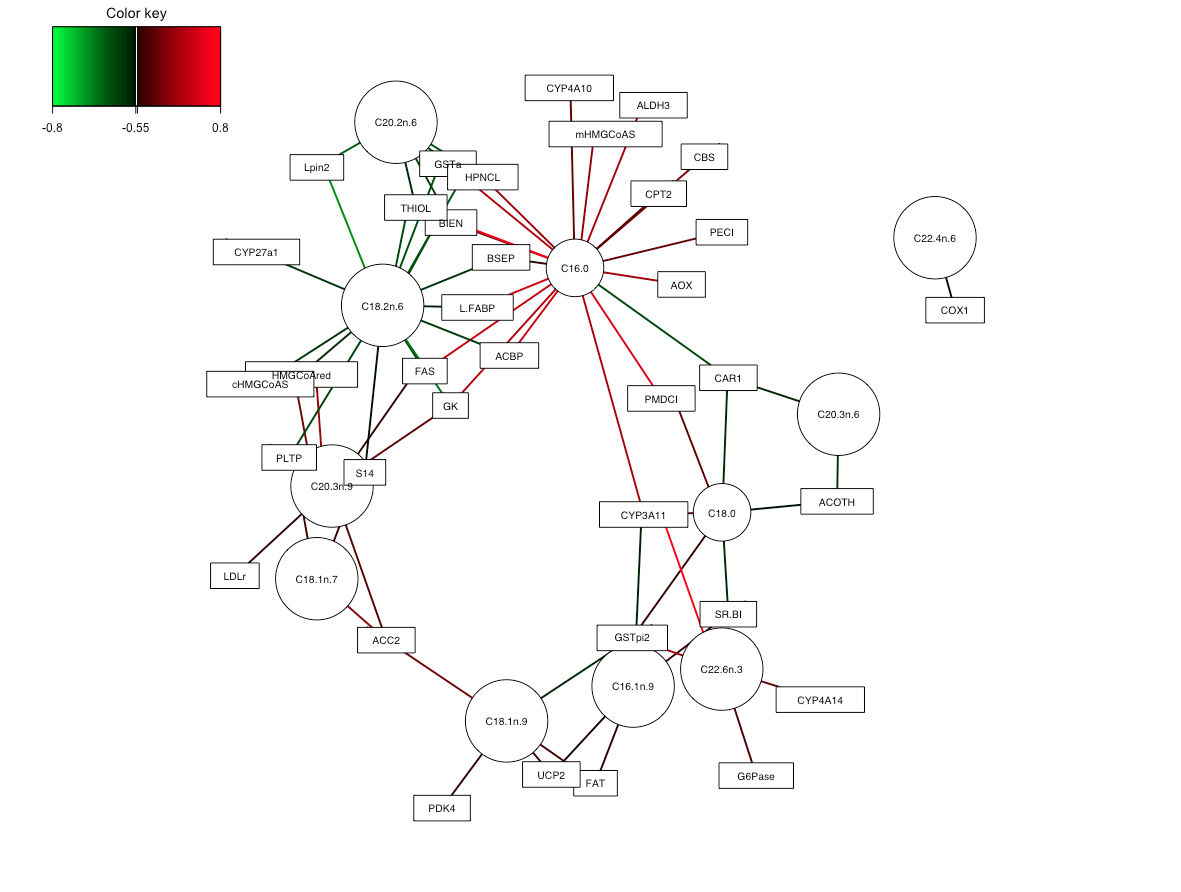 Color key
-0.8
-0.55
0.8
CYP4A10
ALDH3
C20.2n.6
mHMGCoAS
CBS
GSTa
Lpin2
HPNCL
CPT2
THIOL
BIEN
PECI
C22.4n.6
CYP27a1
BSEP
C16.0
AOX
C18.2n.6
L.FABP
COX1
ACBP
FAS
HMGCoAred
cHMGCoAS
CAR1
PMDCI
GK
C20.3n.6
PLTP
S14
C20.3n.9
CYP3A11
C18.0
ACOTH
LDLr
C18.1n.7
SR.BI
ACC2
GSTpi2
C22.6n.3
C16.1n.9
CYP4A14
C18.1n.9
UCP2
FAT
G6Pase
PDK4